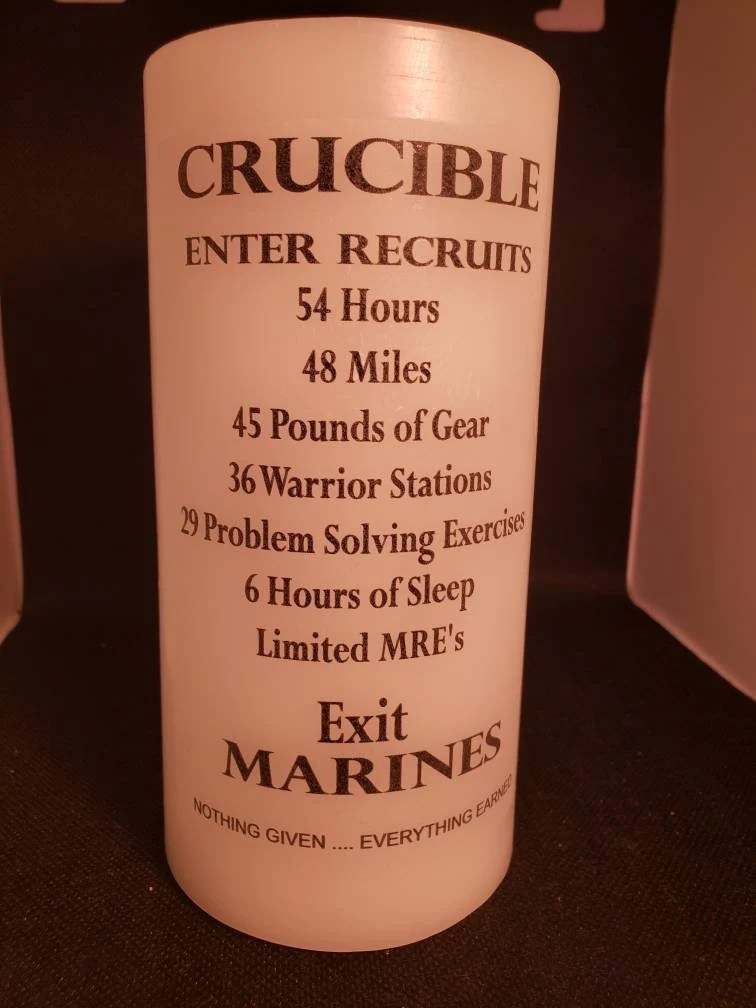 CRUCIBLE
ENTER RECRUITS
54 Hours
48 Miles
45 Pounds of Gear
36 Warrior Stations
29 Problem Solving Exercises
6 Hours of Sleep
Limited MRE's
Exit
MARINES
NOTHING GIVEN .... EVERYTHING EARNED